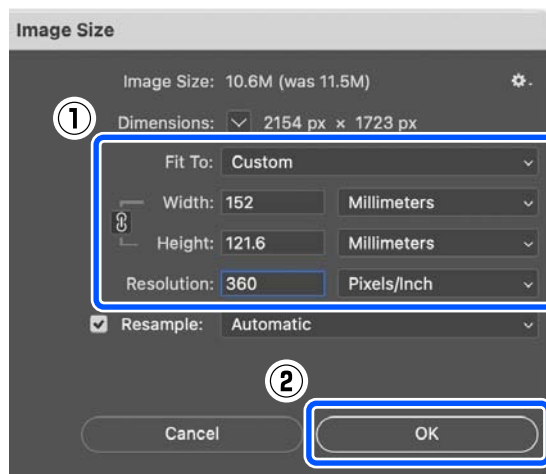 Image Size
Image Size: 10.6M (was 11.5M)
①
Dimensions: 2154 px × 1723 px
Fit To: Custom
Width: 152 Millimeters
Height: 121.6 Millimeters
Resolution: 360 Pixels/Inch
Resample: Automatic
②
Cancel OK